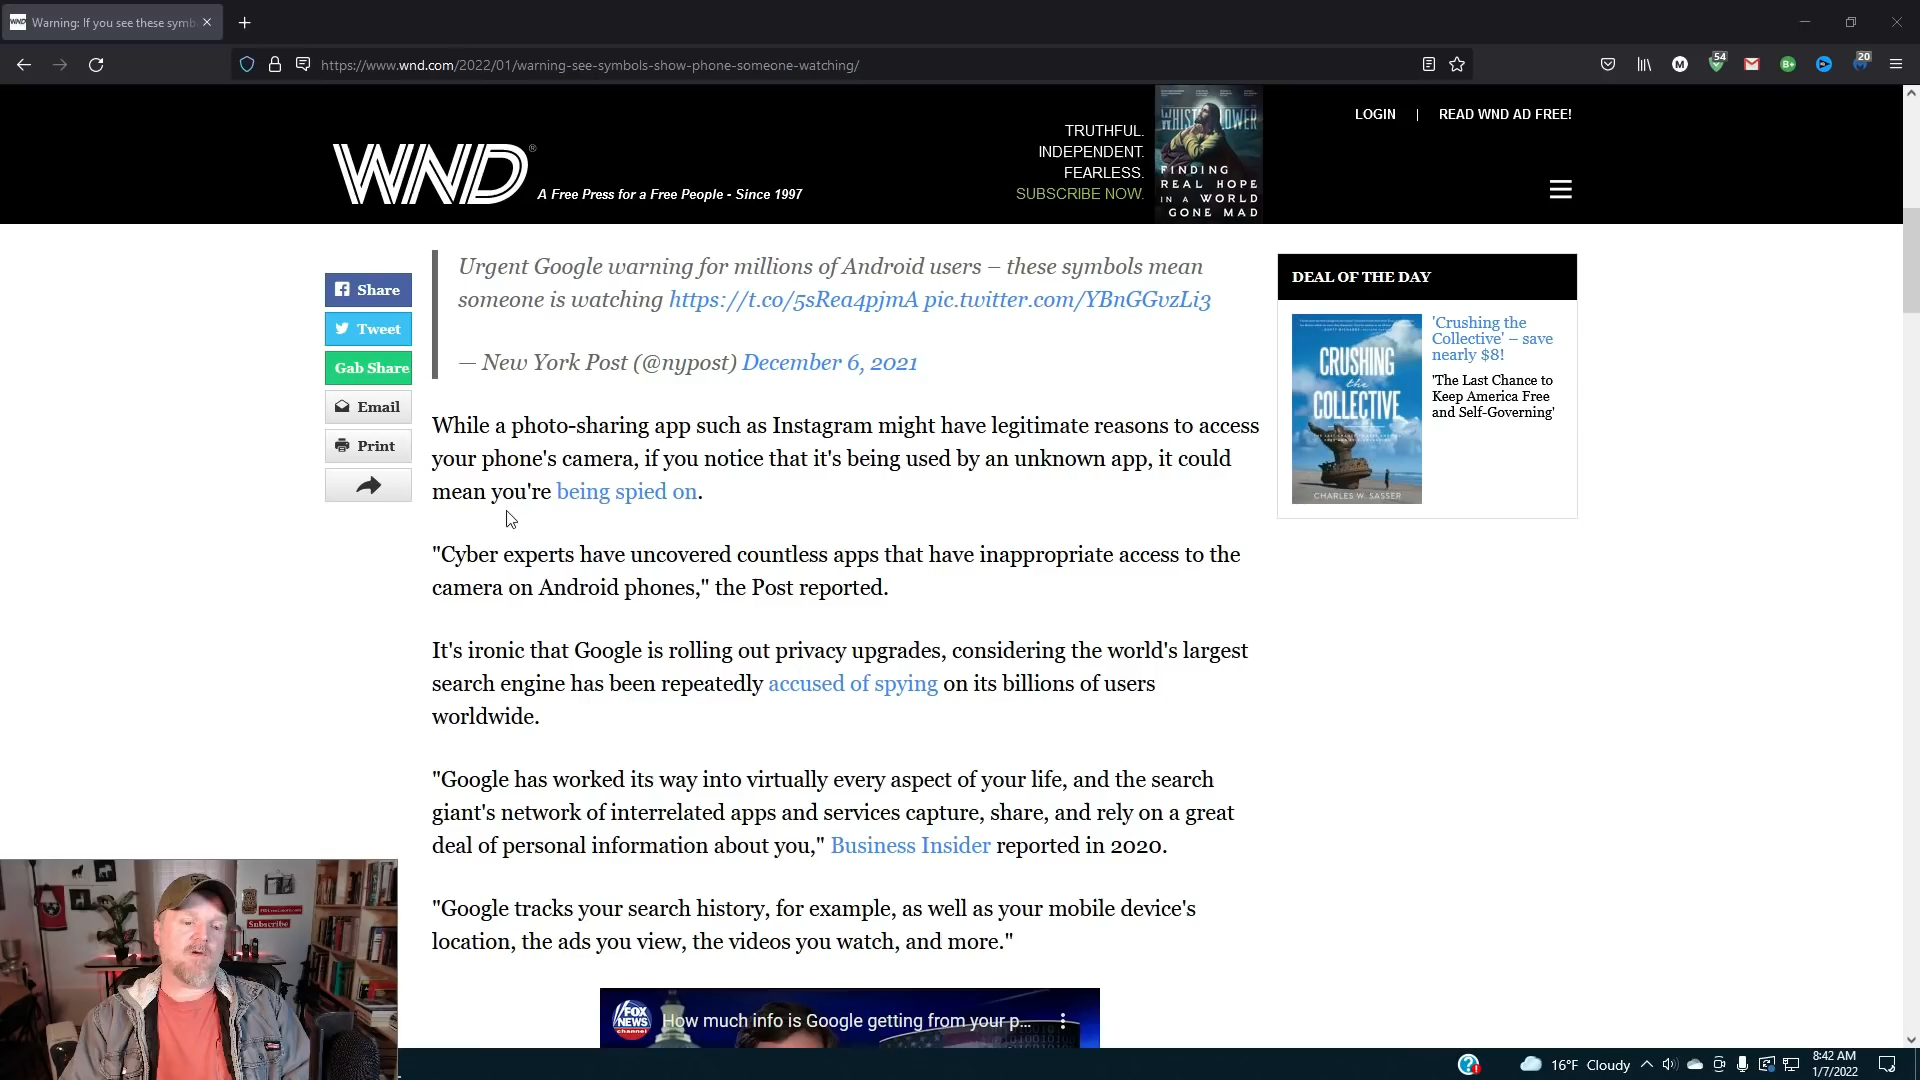 WND Warning: If you see these symb
https://www.wnd.com/2022/01/warning-see-symbols-show-phone-someone-watching/
54
20
LOGIN | READ WND AD FREE!
TRUTHFUL.
INDEPENDENT.
FEARLESS.
SUBSCRIBE NOW.
FINDING
REAL HOPE
IN A WORLD
GONE MAD
WND®
A Free Press for a Free People - Since 1997
Share
Tweet
Gab Share
Email
Print
Urgent Google warning for millions of Android users – these symbols mean
someone is watching https://t.co/5sRea4pjmA pic.twitter.com/YBnGGvzLi3
— New York Post (@nypost) December 6, 2021
While a photo-sharing app such as Instagram might have legitimate reasons to access
your phone's camera, if you notice that it's being used by an unknown app, it could
mean you're being spied on.
"Cyber experts have uncovered countless apps that have inappropriate access to the
camera on Android phones," the Post reported.
It's ironic that Google is rolling out privacy upgrades, considering the world's largest
search engine has been repeatedly accused of spying on its billions of users
worldwide.
"Google has worked its way into virtually every aspect of your life, and the search
giant's network of interrelated apps and services capture, share, and rely on a great
deal of personal information about you," Business Insider reported in 2020.
"Google tracks your search history, for example, as well as your mobile device's
location, the ads you view, the videos you watch, and more."
FOX
NEWS
channel
How much info is Google getting from your p...
DEAL OF THE DAY
CRUSHING
the
COLLECTIVE
CHARLES W. SASSER
'Crushing the
Collective' – save
nearly $8!
'The Last Chance to
Keep America Free
and Self-Governing'
Subscribe
16°F Cloudy
8:42 AM
1/7/2022